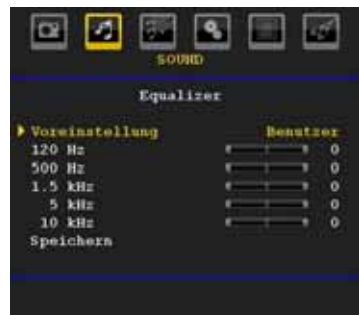 SOUND
Equalizer
Voreinstellung Benutzer
120 Hz 0
500 Hz 0
1.5 kHz 0
5 kHz 0
10 kHz 0
Speichern